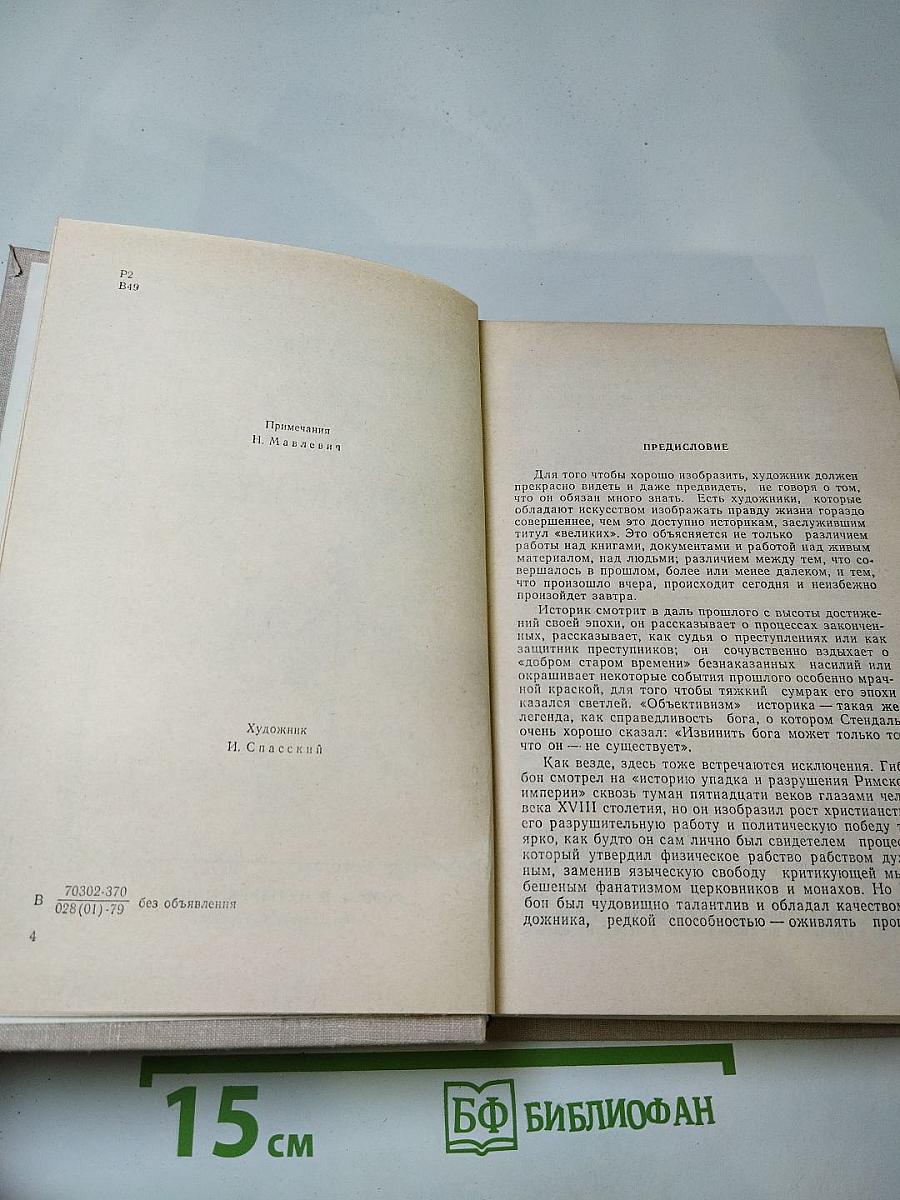 Р2
В49
Примечания
Н. Мавлевич
Художник
И. Спасский
В 70302-370
028(01)-79 без объявления
4
ПРЕДИСЛОВИЕ
Для того чтобы хорошо изобразить, художник должен
прекрасно видеть и даже предвидеть, не говоря о том,
что он обязан много знать. Есть художники, которые
обладают искусством изображать правду жизни гораздо
совершеннее, чем это доступно историкам, заслужившим
титул «великих». Это объясняется не только различием
работы над книгами, документами и работой над живым
материалом, над людьми; различием между тем, что со-
вершалось в прошлом, более или менее далеком, и тем,
что произошло вчера, происходит сегодня и неизбежно
произойдет завтра.
Историк смотрит в даль прошлого с высоты достиже-
ний своей эпохи, он рассказывает о процессах закончен-
ных, рассказывает, как судья о преступлениях или как
защитник преступников; он сочувственно вздыхает о
«добром старом времени» безнаказанных насилий или
окрашивает некоторые события прошлого особенно мрач-
ной краской, для того чтобы тяжкий сумрак его эпохи
казался светлей. «Объективизм» историка — такая же
легенда, как справедливость бога, о котором Стендаль
очень хорошо сказал: «Извинить бога может только то
что он — не существует».
Как везде, здесь тоже встречаются исключения. Гиб
бон смотрел на «историю упадка и разрушения Римско
империи» сквозь туман пятнадцати веков глазами чел
века XVIII столетия, но он изобразил рост христианст
его разрушительную работу и политическую победу т
ярко, как будто он сам лично был свидетелем процес
который утвердил физическое рабство рабством ду
ным, заменив языческую свободу критикующей мы
бешеным фанатизмом церковников и монахов. Но
бон был чудовищно талантлив и обладал качеством
дожника, редкой способностью — оживлять про
15 см
БФ БИБЛИОФАН